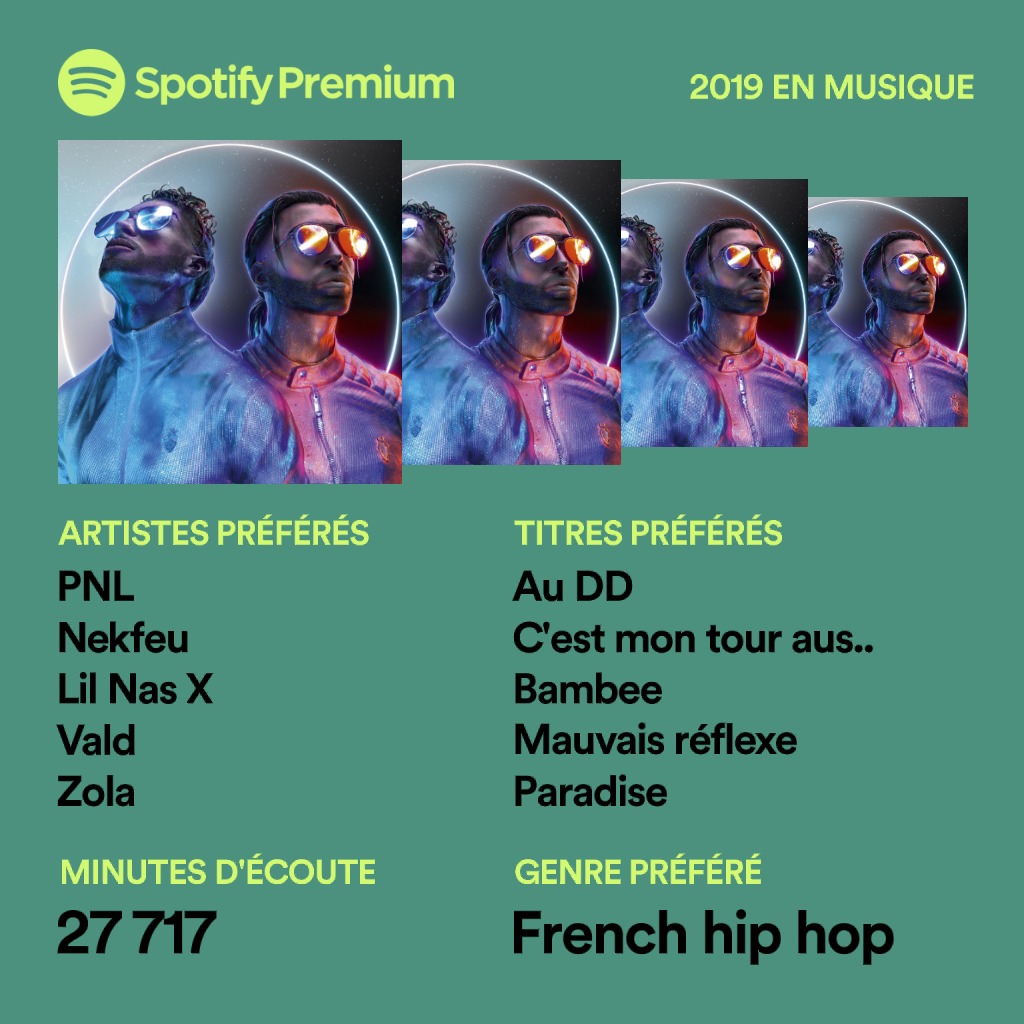 Spotify Premium
2019 EN MUSIQUE
ARTISTES PRÉFÉRÉS
PNL
Nekfeu
Lil Nas X
Vald
Zola
TITRES PRÉFÉRÉS
Au DD
C'est mon tour aus..
Bambee
Mauvais réflexe
Paradise
MINUTES D'ÉCOUTE
27 717
GENRE PRÉFÉRÉ
French hip hop